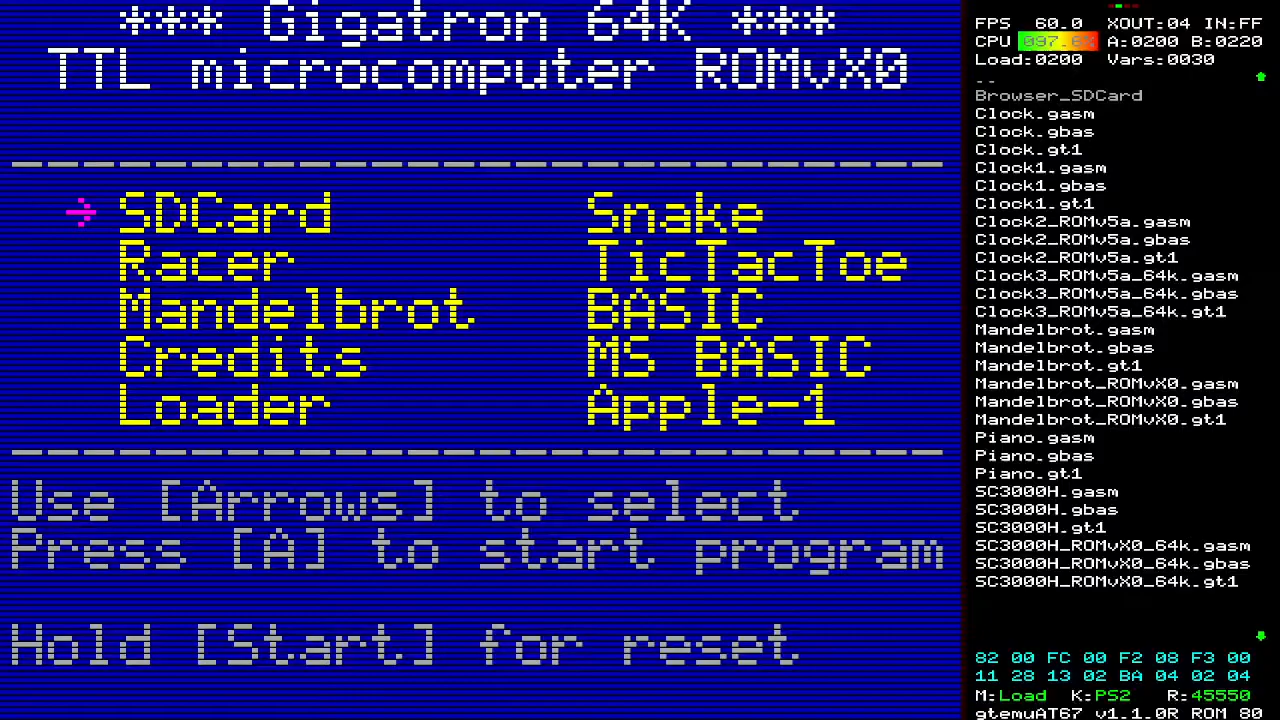 *** Gigatron 64K ***
TTL microcomputer ROMvX0
SDCard Snake
Racer TicTacToe
Mandelbrot BASIC
Credits MS BASIC
Loader Apple-1
Use [Arrows] to select
Press [A] to start program
Hold [Start] for reset
FPS 60.0 XOUT:04 IN:FF
CPU A:0200 B:0220
Load:0200 Vars:0030
..
Browser_SDCard
Clock.gasm
Clock.gbas
Clock.gt1
Clock1.gasm
Clock1.gbas
Clock1.gt1
Clock2_ROMv5a.gasm
Clock2_ROMv5a.gbas
Clock2_ROMv5a.gt1
Clock3_ROMv5a_64k.gasm
Clock3_ROMv5a_64k.gbas
Clock3_ROMv5a_64k.gt1
Mandelbrot.gasm
Mandelbrot.gbas
Mandelbrot.gt1
Mandelbrot_ROMvX0.gasm
Mandelbrot_ROMvX0.gbas
Mandelbrot_ROMvX0.gt1
Piano.gasm
Piano.gbas
Piano.gt1
SC3000H.gasm
SC3000H.gbas
SC3000H.gt1
SC3000H_ROMvX0_64k.gasm
SC3000H_ROMvX0_64k.gbas
SC3000H_ROMvX0_64k.gt1
82 00 FC 00 F2 08 F3 00
11 28 13 02 BA 04 02 04
M:Load K:PS2 R:45550
gtemuAT67 v1.1.0R ROM 80